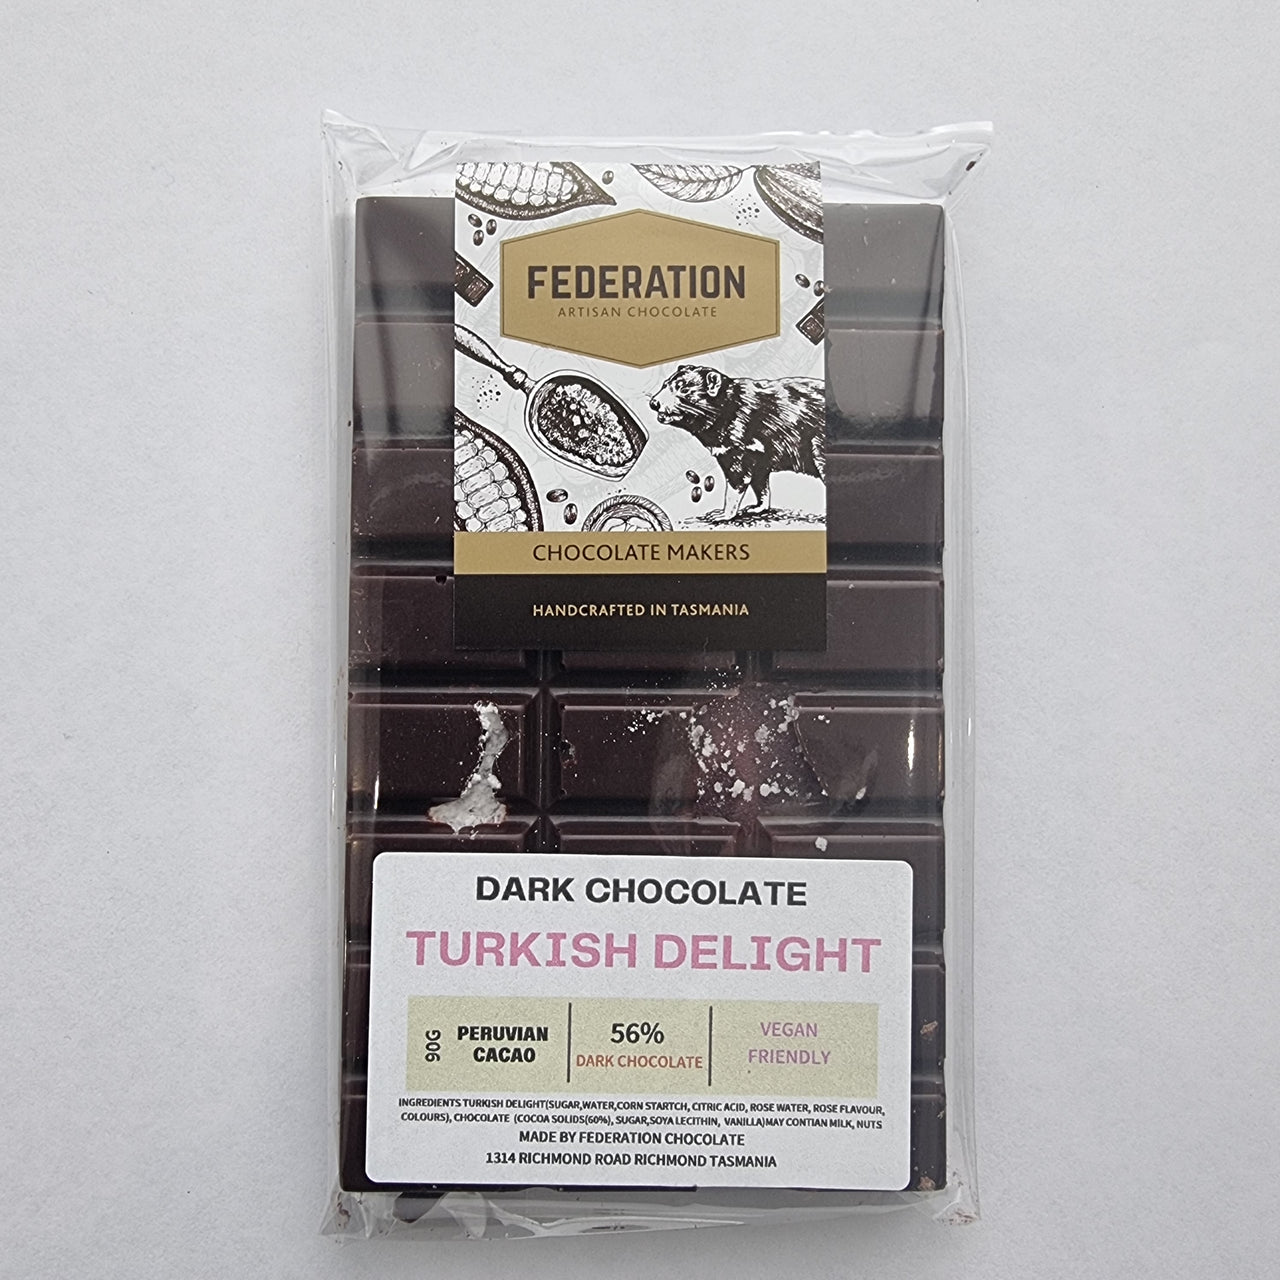 FEDERATION
ARTISAN CHOCOLATE
CHOCOLATE MAKERS
HANDCRAFTED IN TASMANIA
DARK CHOCOLATE
TURKISH DELIGHT
90G
PERUVIAN
CACAO
56%
DARK CHOCOLATE
VEGAN
FRIENDLY
INGREDIENTS TURKISH DELIGHT(SUGAR,WATER,CORN STARTCH, CITRIC ACID, ROSE WATER, ROSE FLAVOUR,
COLOURS), CHOCOLATE (COCOA SOLIDS(60%), SUGAR,SOYA LECITHIN, VANILLA)MAY CONTIAN MILK, NUTS
MADE BY FEDERATION CHOCOLATE
1314 RICHMOND ROAD RICHMOND TASMANIA